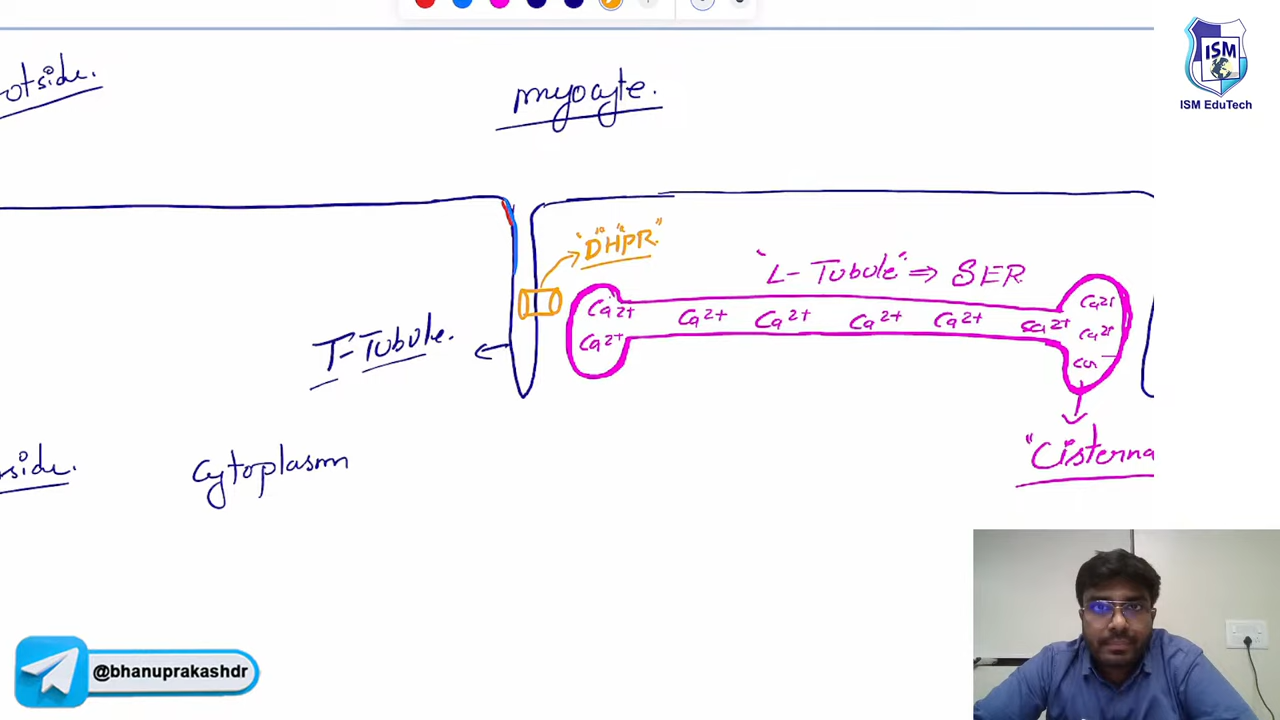 otside.
myocyte.
ISM
ISM EduTech
"DHPR"
"L-Tubule" ⇒ SER
T-Tubule.
Ca2+ Ca2+ Ca2+ Ca2+ Ca2+ Ca2+ Ca2+
Ca2+ Ca2+
side.
Cytoplasm
"Cisterna
@bhanuprakashdr